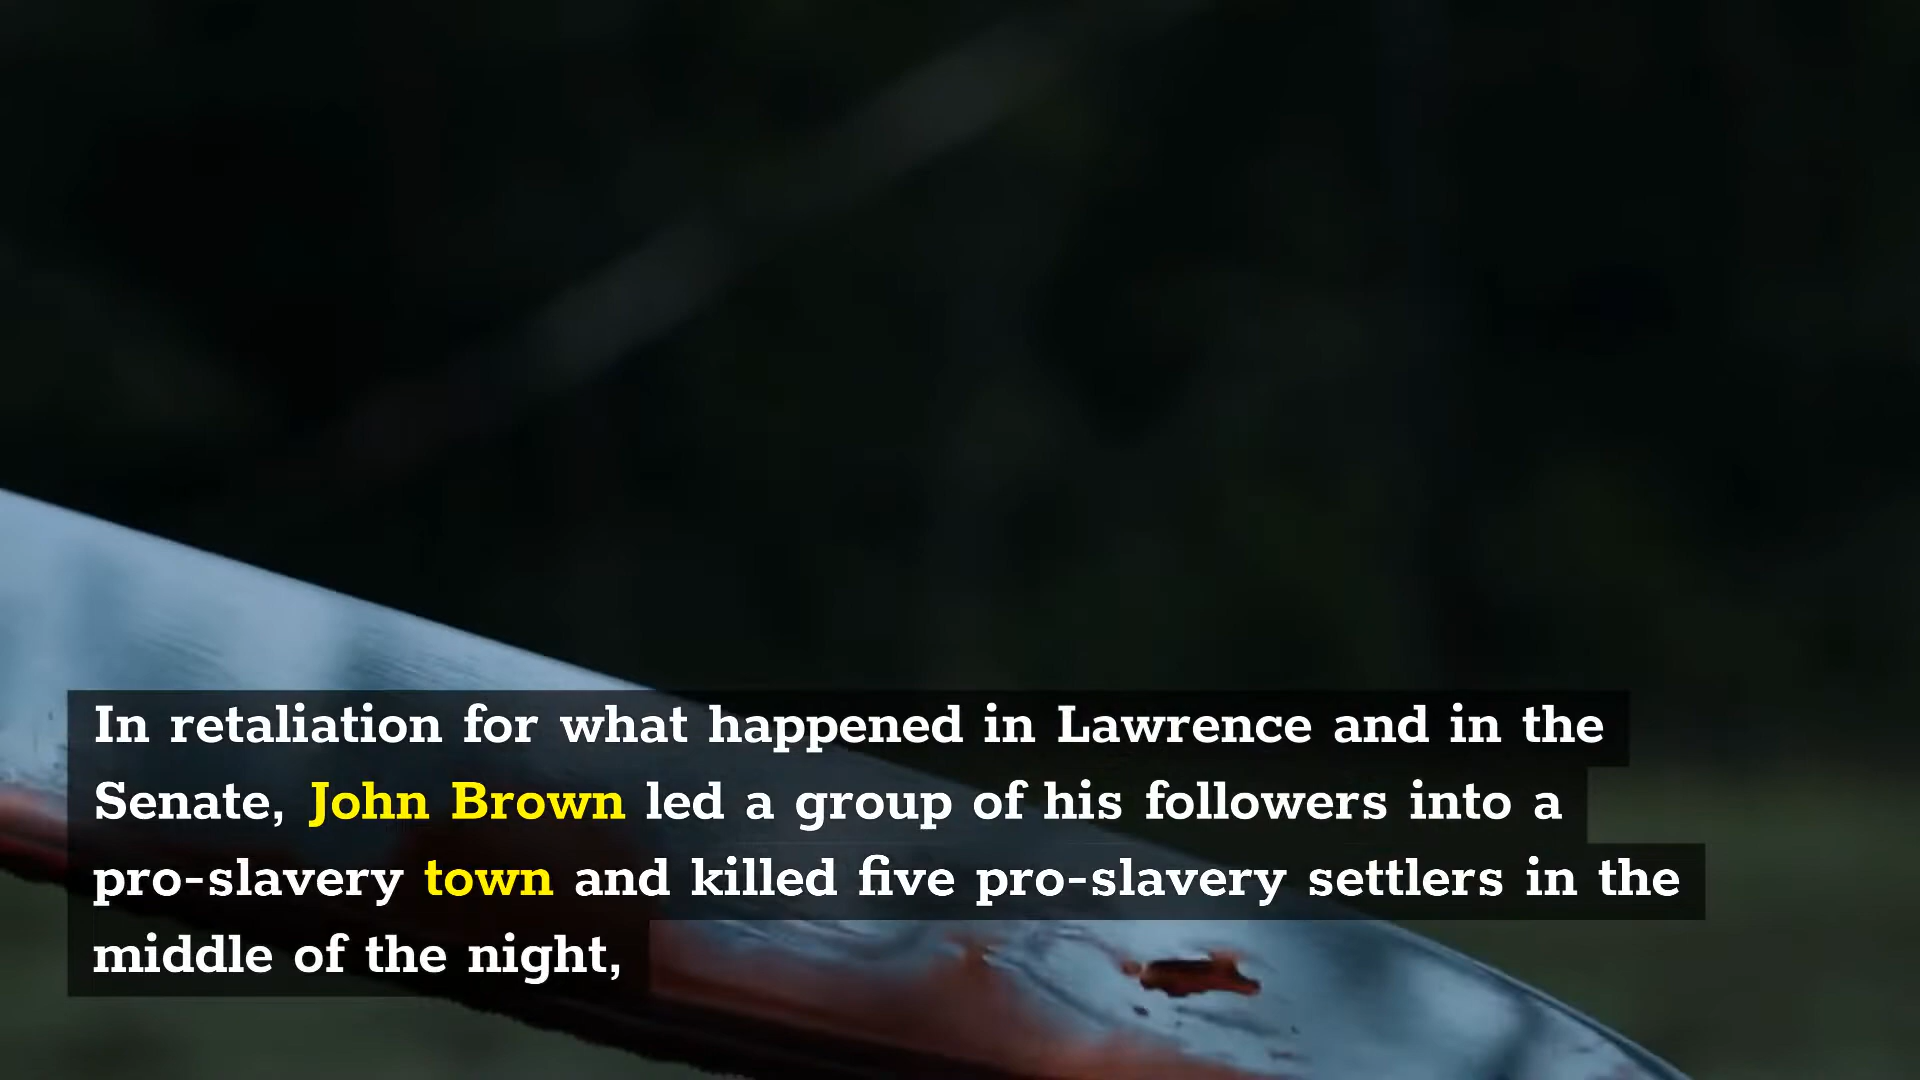 In retaliation for what happened in Lawrence and in the
Senate, John Brown led a group of his followers into a
pro-slavery town and killed five pro-slavery settlers in the
middle of the night,